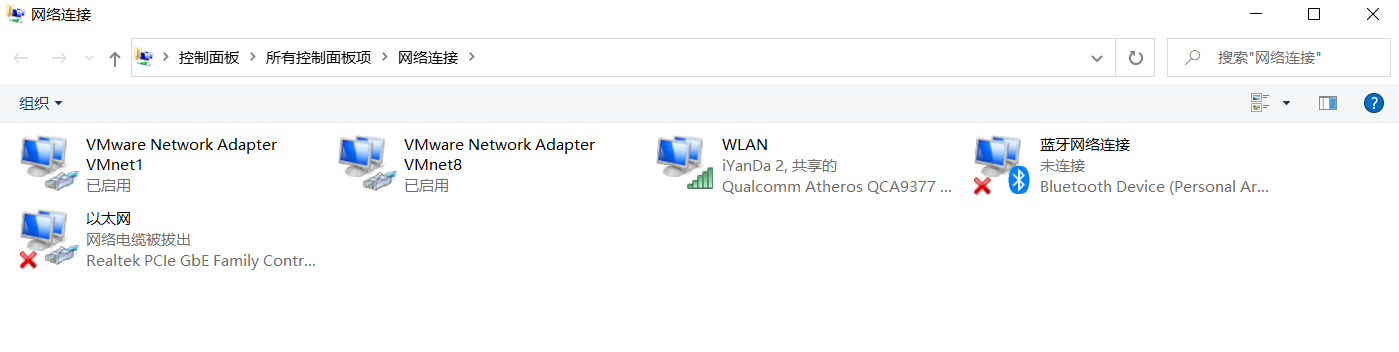 网络连接
控制面板 所有控制面板项 网络连接
搜索"网络连接"
组织
?
VMware Network Adapter
VMnet1
已启用
VMware Network Adapter
VMnet8
已启用
WLAN
iYanDa 2, 共享的
Qualcomm Atheros QCA9377 ...
蓝牙网络连接
未连接
Bluetooth Device (Personal Ar...
以太网
网络电缆被拔出
Realtek PCIe GbE Family Contr...